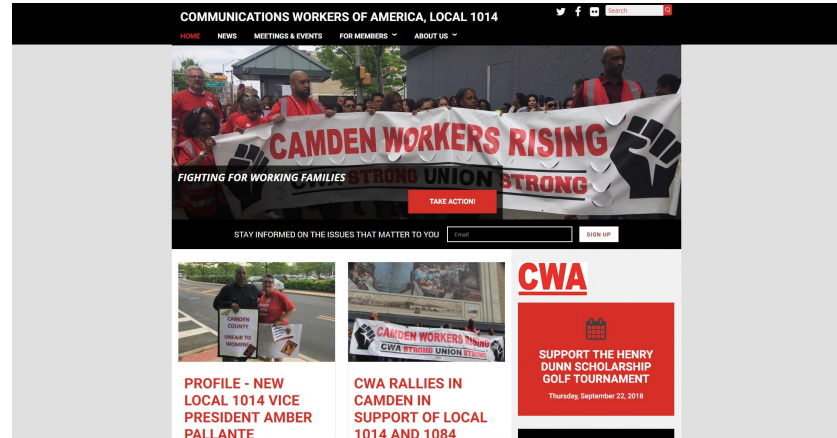 COMMUNICATIONS WORKERS OF AMERICA, LOCAL 1014
Search
HOME NEWS MEETINGS & EVENTS FOR MEMBERS ABOUT US
CAMDEN WORKERS RISING
CWA STRONG UNION STRONG
FIGHTING FOR WORKING FAMILIES
TAKE ACTION!
STAY INFORMED ON THE ISSUES THAT MATTER TO YOU Email SIGN UP
CAMDEN
COUNTY
UNFAIR TO
WOMEN
PROFILE - NEW
LOCAL 1014 VICE
PRESIDENT AMBER
PALLANTE
CAMDEN WORKERS RISING
CWA STRONG UNION STRONG
CWA RALLIES IN
CAMDEN IN
SUPPORT OF LOCAL
1014 AND 1084
CWA
SUPPORT THE HENRY
DUNN SCHOLARSHIP
GOLF TOURNAMENT
Thursday, September 22, 2018